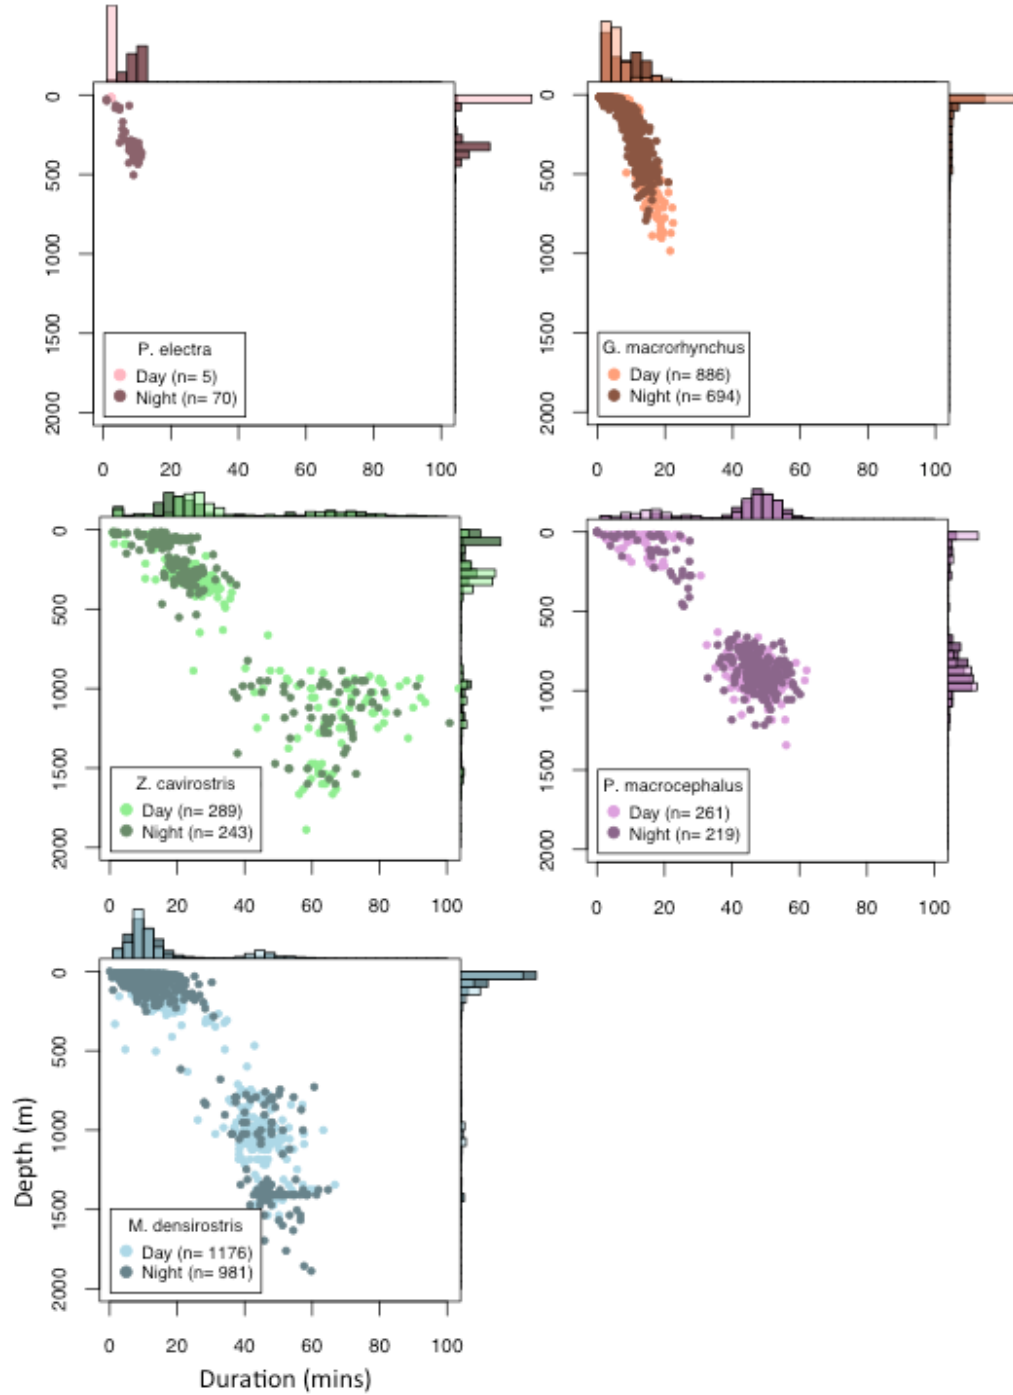 0
500
1000
1500
2000
P. electra
Day (n= 5)
Night (n= 70)
0 20 40 60 80 100
0
500
1000
1500
2000
G. macrorhynchus
Day (n= 886)
Night (n= 694)
0 20 40 60 80 100
0
500
1000
1500
2000
Z. cavirostris
Day (n= 289)
Night (n= 243)
0 20 40 60 80 100
0
500
1000
1500
2000
P. macrocephalus
Day (n= 261)
Night (n= 219)
0 20 40 60 80 100
Depth (m)
0
500
1000
1500
2000
M. densirostris
Day (n= 1176)
Night (n= 981)
0 20 40 60 80 100
Duration (mins)